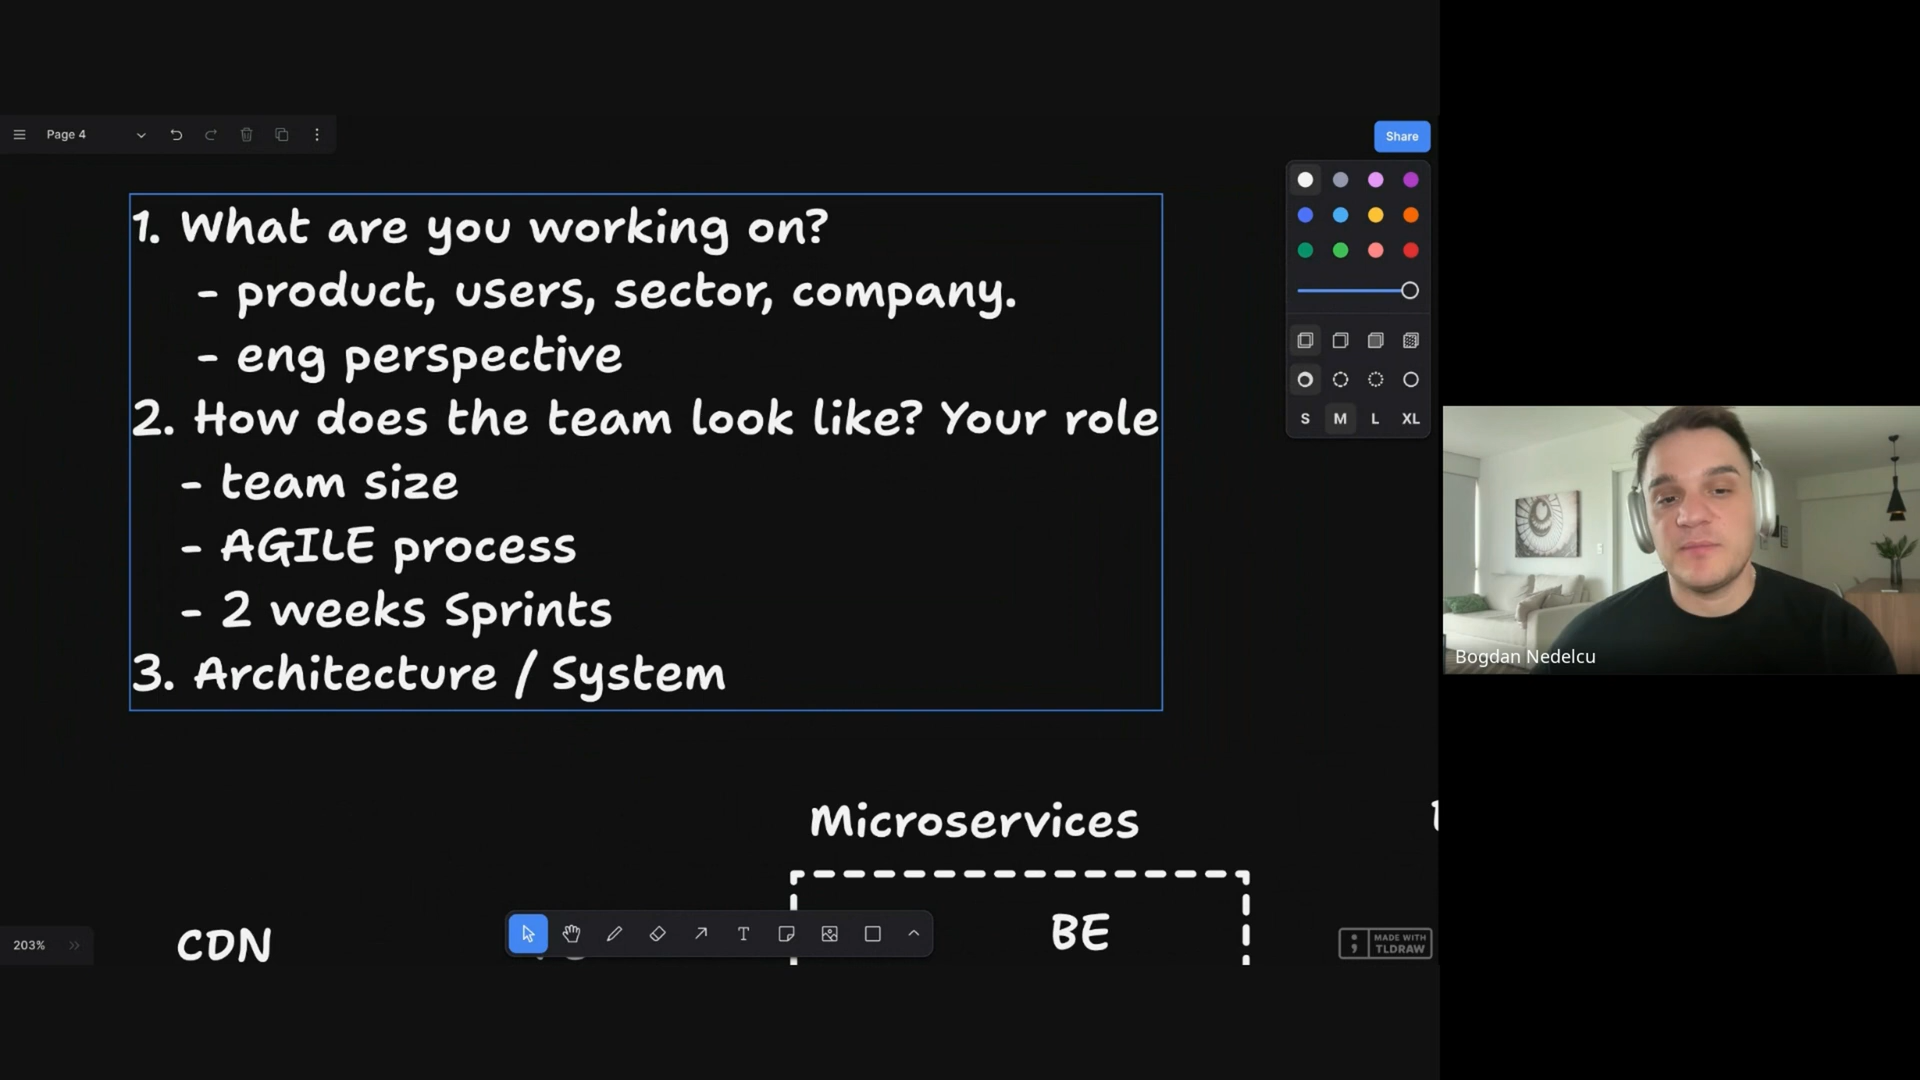 Page 4
Share
1. What are you working on?
- product, users, sector, company.
- eng perspective
2. How does the team look like? Your role
- team size
- AGILE process
- 2 weeks Sprints
3. Architecture / System
S M L XL
Bogdan Nedelcu
Microservices
BE
CDN
203%
MADE WITH
TLDRAW